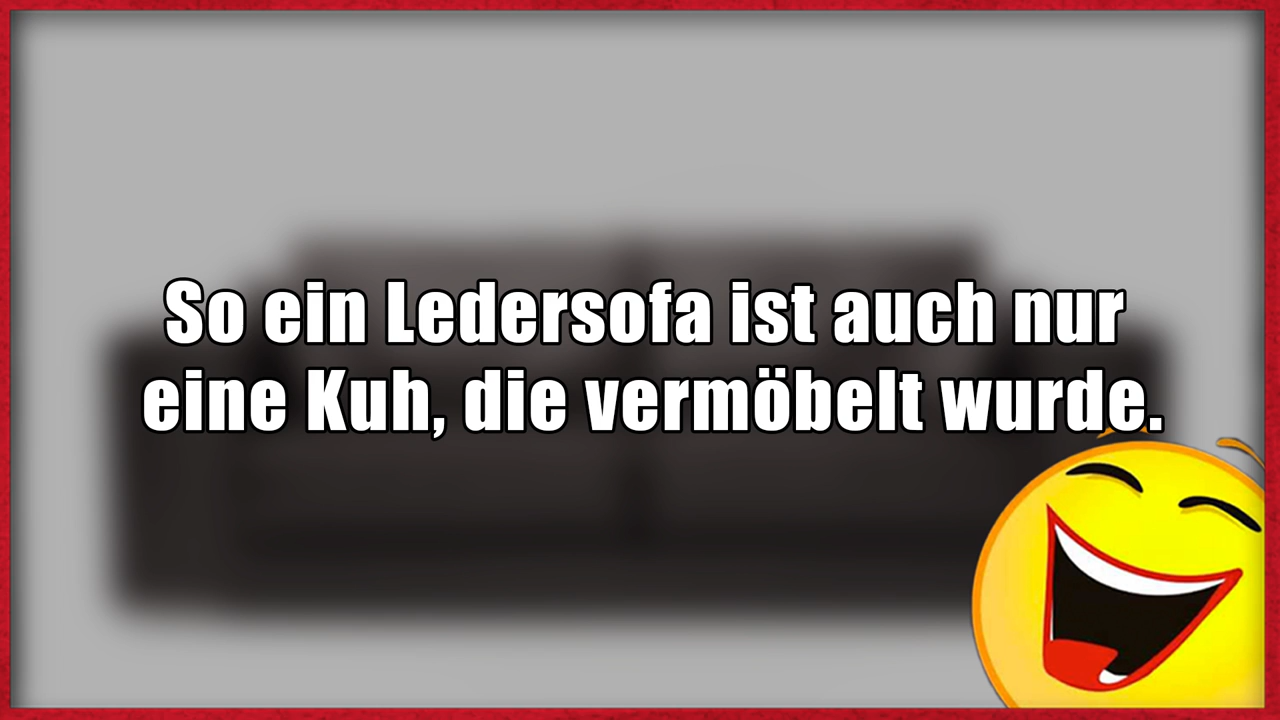 So ein Ledersofa ist auch nur
eine Kuh, die vermöbelt wurde.